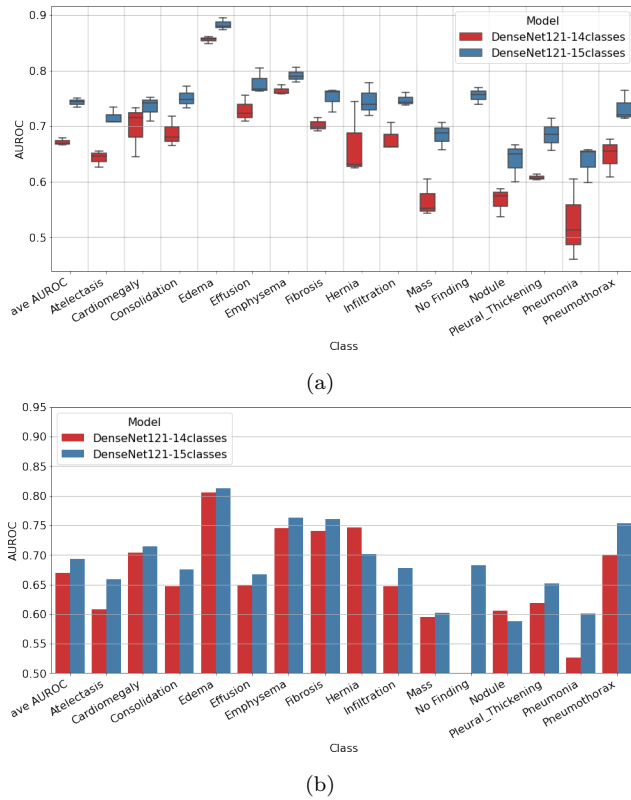 0.9
0.8
0.7
0.6
0.5
AUROC
Model
DenseNet121-14classes
DenseNet121-15classes
ave AUROC
Atelectasis
Cardiomegaly
Consolidation
Edema
Effusion
Emphysema
Fibrosis
Hernia
Infiltration
Mass
No Finding
Nodule
Pleural_Thickening
Pneumonia
Pneumothorax
Class
(a)
0.95
0.90
0.85
0.80
0.75
0.70
0.65
0.60
0.55
0.50
AUROC
Model
DenseNet121-14classes
DenseNet121-15classes
ave AUROC
Atelectasis
Cardiomegaly
Consolidation
Edema
Effusion
Emphysema
Fibrosis
Hernia
Infiltration
Mass
No Finding
Nodule
Pleural_Thickening
Pneumonia
Pneumothorax
Class
(b)